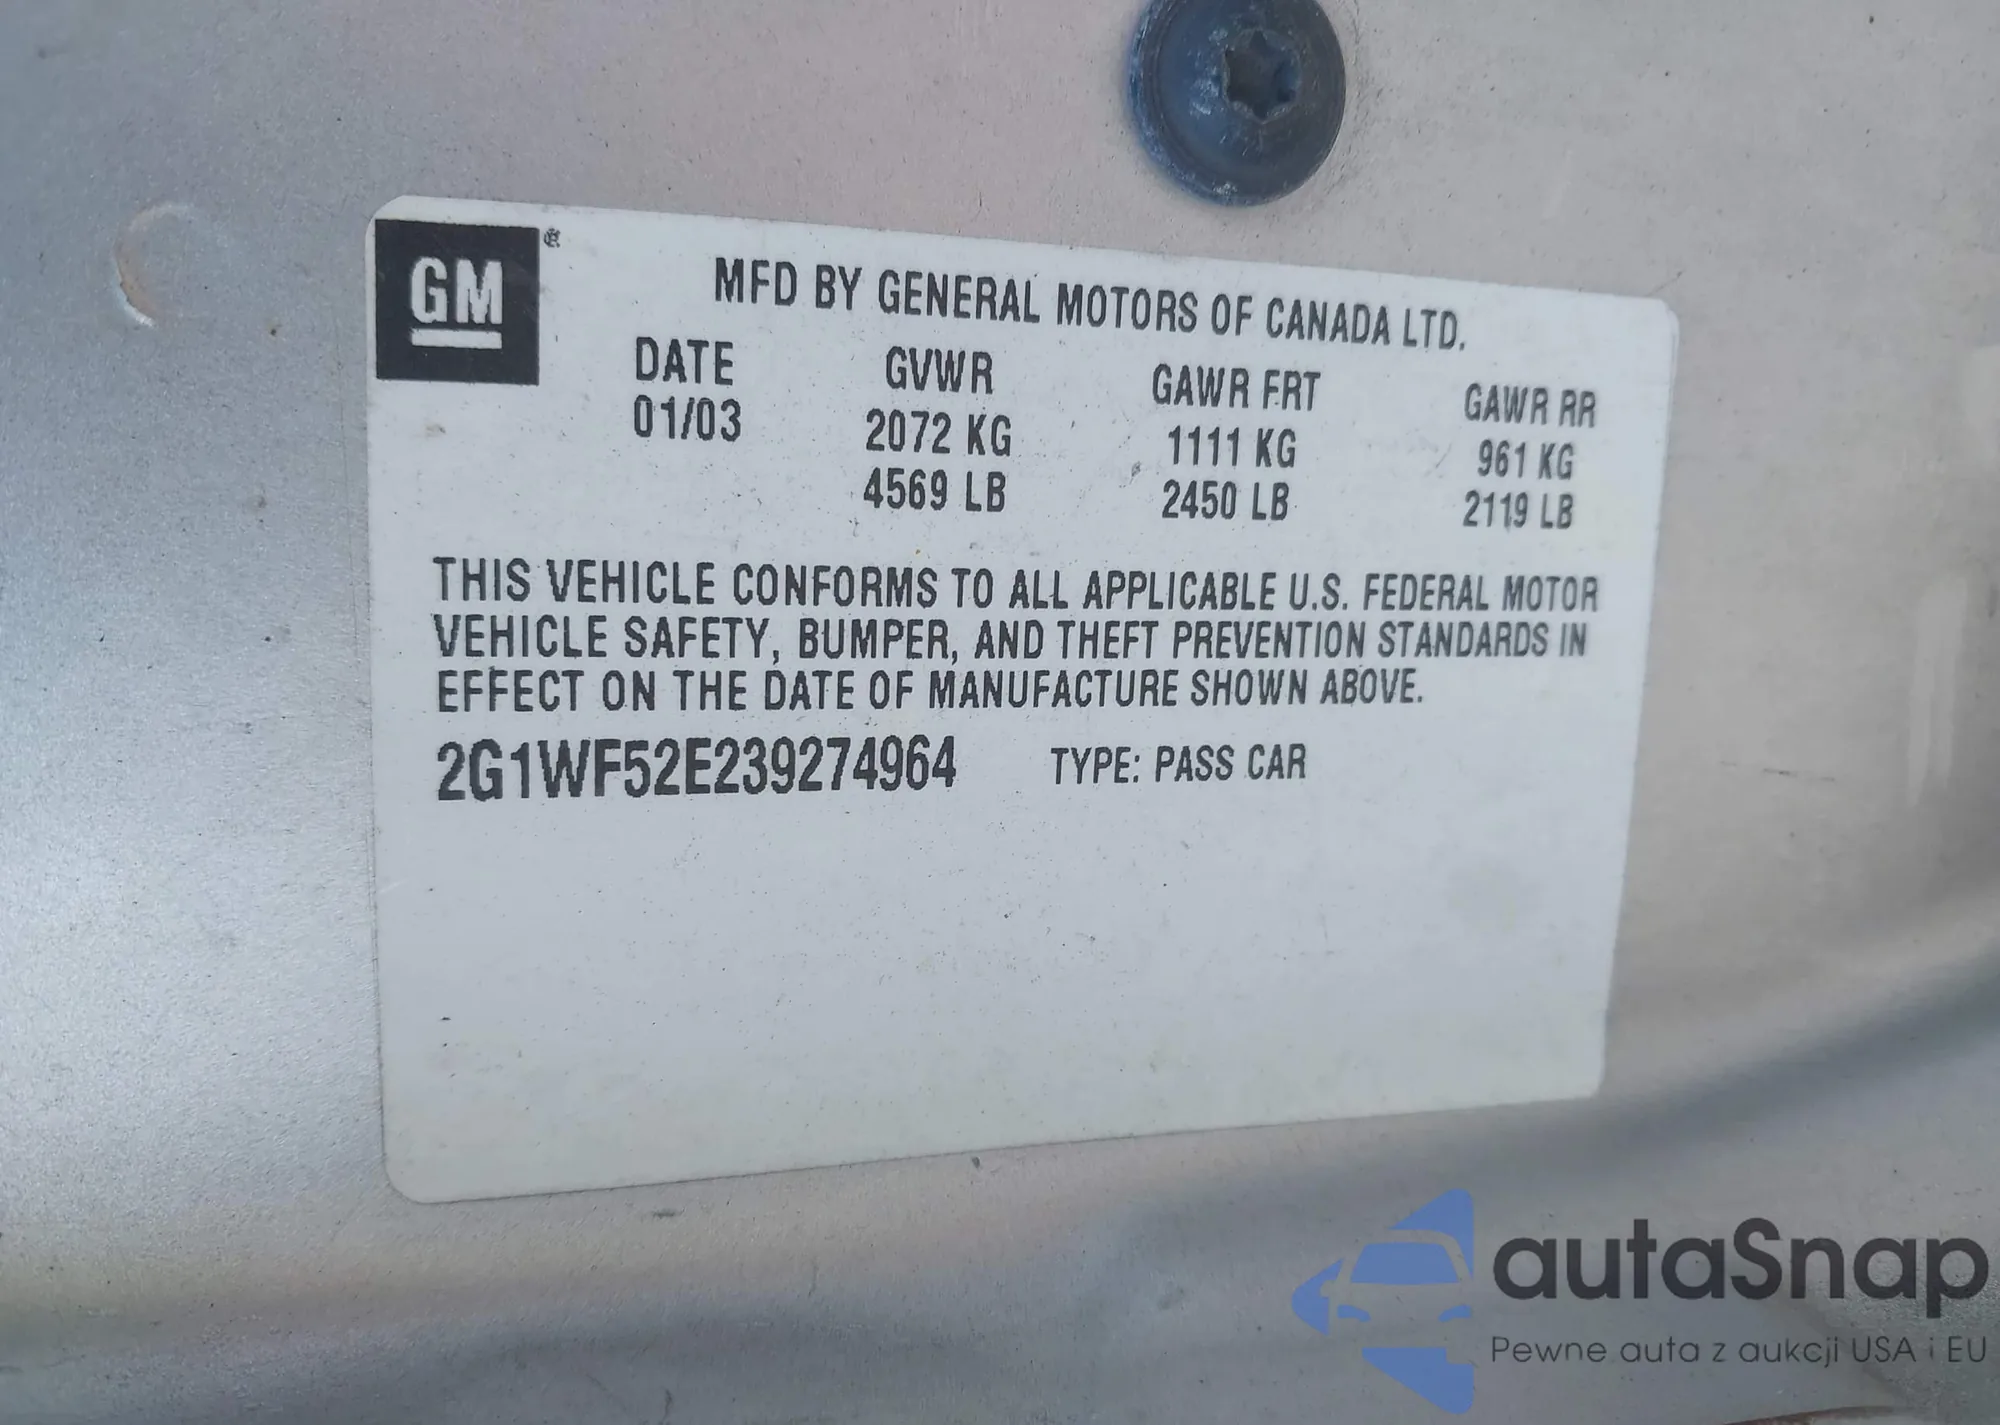 GM ®
MFD BY GENERAL MOTORS OF CANADA LTD.
DATE GVWR GAWR FRT GAWR RR
01/03 2072 KG 1111 KG 961 KG
4569 LB 2450 LB 2119 LB
THIS VEHICLE CONFORMS TO ALL APPLICABLE U.S. FEDERAL MOTOR
VEHICLE SAFETY, BUMPER, AND THEFT PREVENTION STANDARDS IN
EFFECT ON THE DATE OF MANUFACTURE SHOWN ABOVE.
2G1WF52E239274964 TYPE: PASS CAR
autaSnap
Pewne auta z aukcji USA i EU